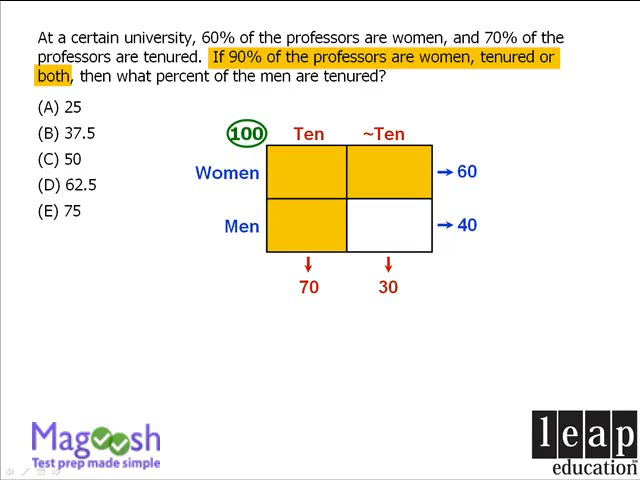 At a certain university, 60% of the professors are women, and 70% of the
professors are tenured. If 90% of the professors are women, tenured or
both, then what percent of the men are tenured?
(A) 25
(B) 37.5
(C) 50
(D) 62.5
(E) 75
100 Ten ~Ten
Women 60
Men 40
70 30
Magoosh
Test prep made simple
leap
education